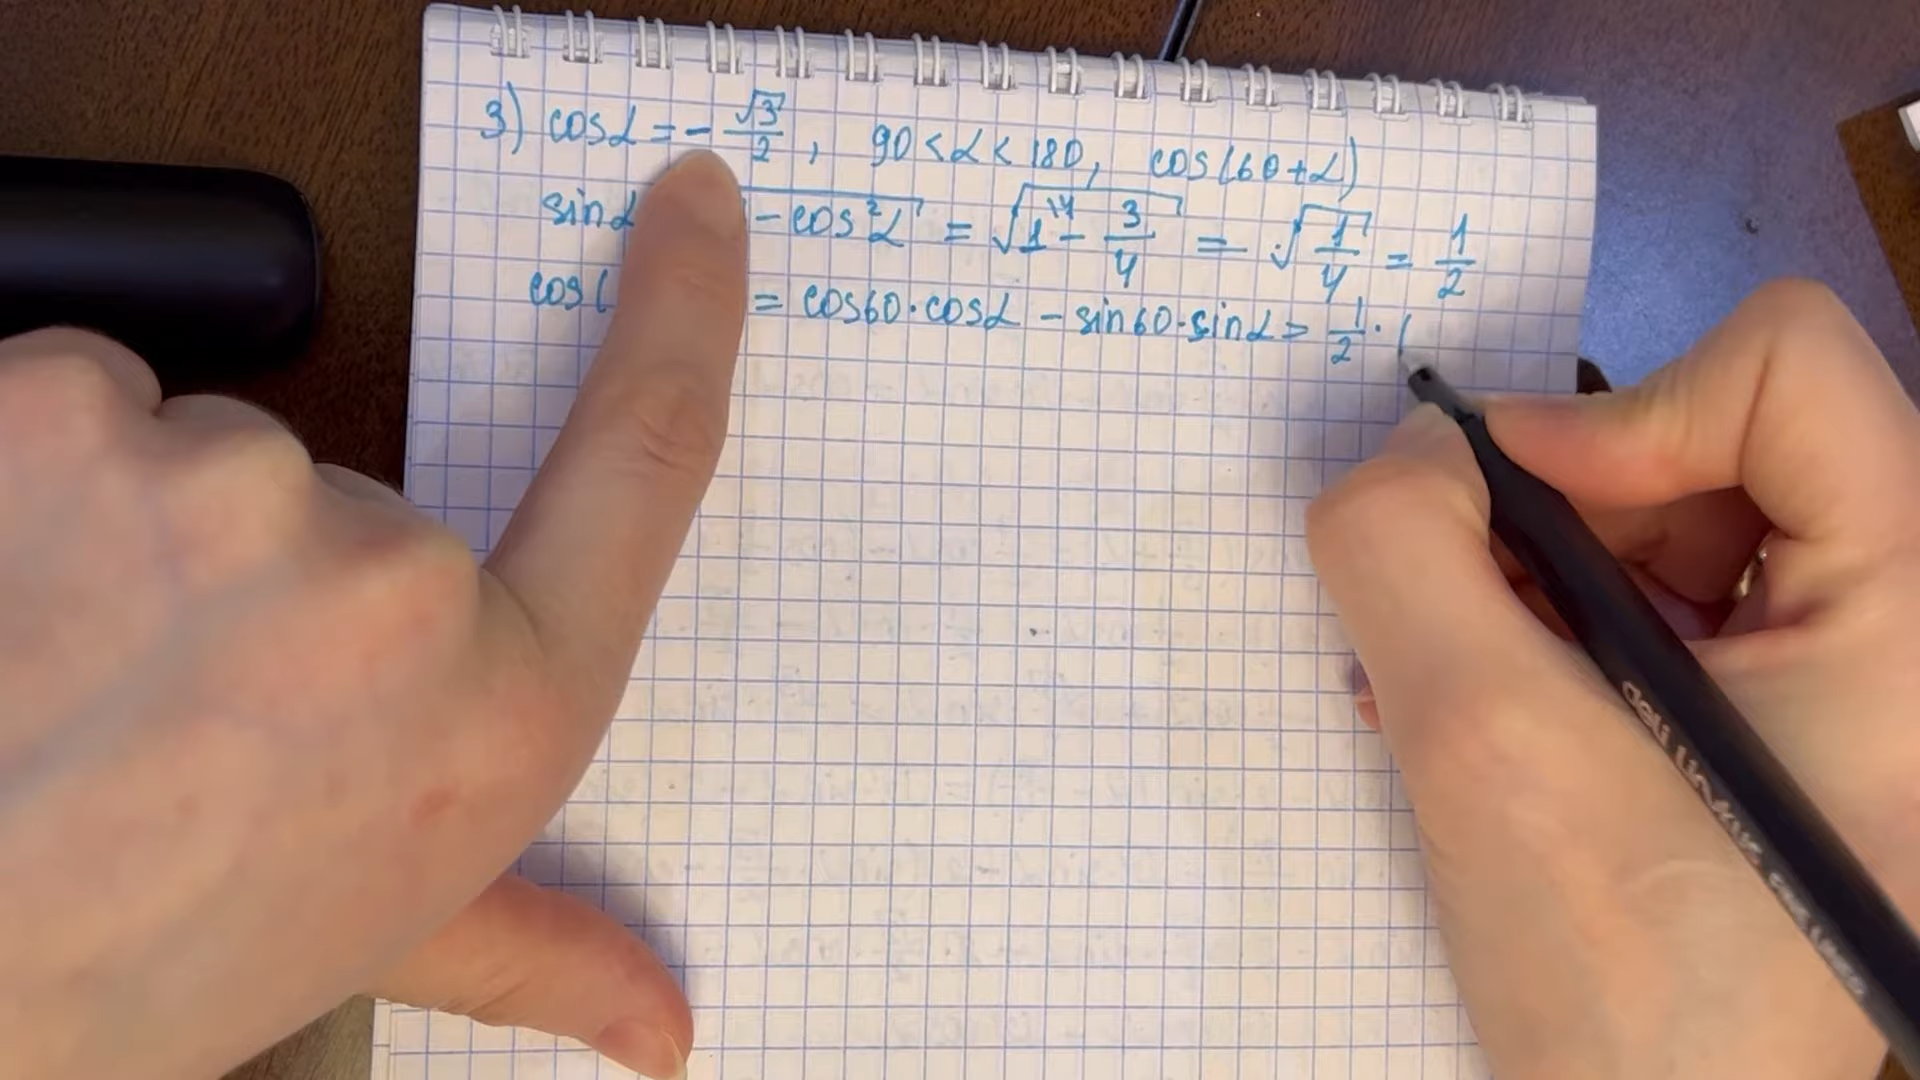 3) cosα = - √3/2 , 90 < α < 180, cos(60+α)
sinα - cos²α = √1 - 3/4 = √1/4 = 1/2
cos( = cos60·cosα - sin60·sinα = 1/2 · (
deli